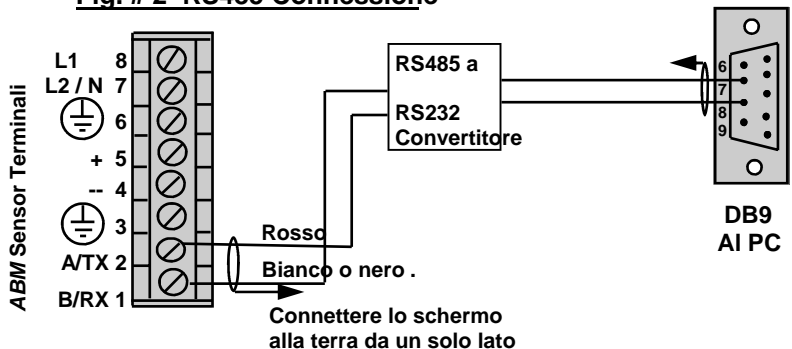 Fig. # 2 RS485 Connessione
L1 8
L2 / N 7
6
+ 5
-- 4
3
A/TX 2
B/RX 1
ABM Sensor Terminali
Rosso
Bianco o nero .
Connettere lo schermo
alla terra da un solo lato
RS485 a
RS232
Convertitore
6
7
8
9
DB9
Al PC